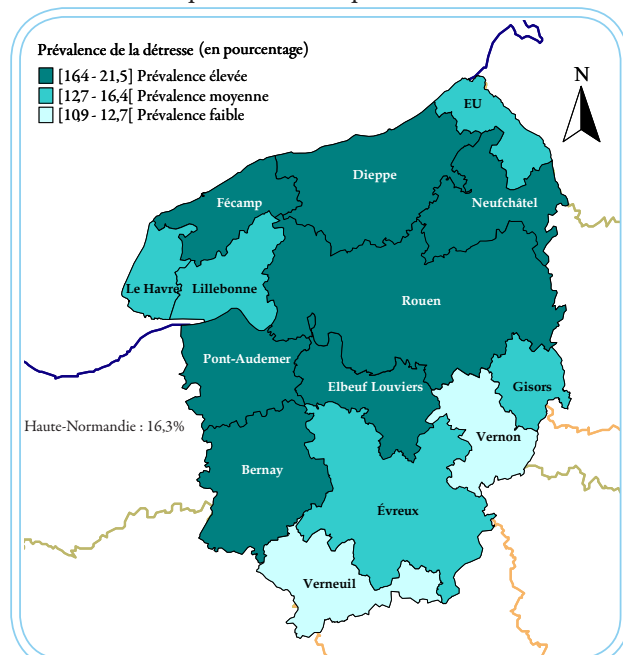 Prévalence de la détresse (en pourcentage)
[16,4 - 21,5] Prévalence élevée
[12,7 - 16,4[ Prévalence moyenne
[10,9 - 12,7[ Prévalence faible
N
EU
Dieppe
Fécamp
Neufchâtel
Le Havre
Lillebonne
Rouen
Pont-Audemer
Elbeuf Louviers
Gisors
Haute-Normandie : 16,3%
Vernon
Bernay
Évreux
Verneuil